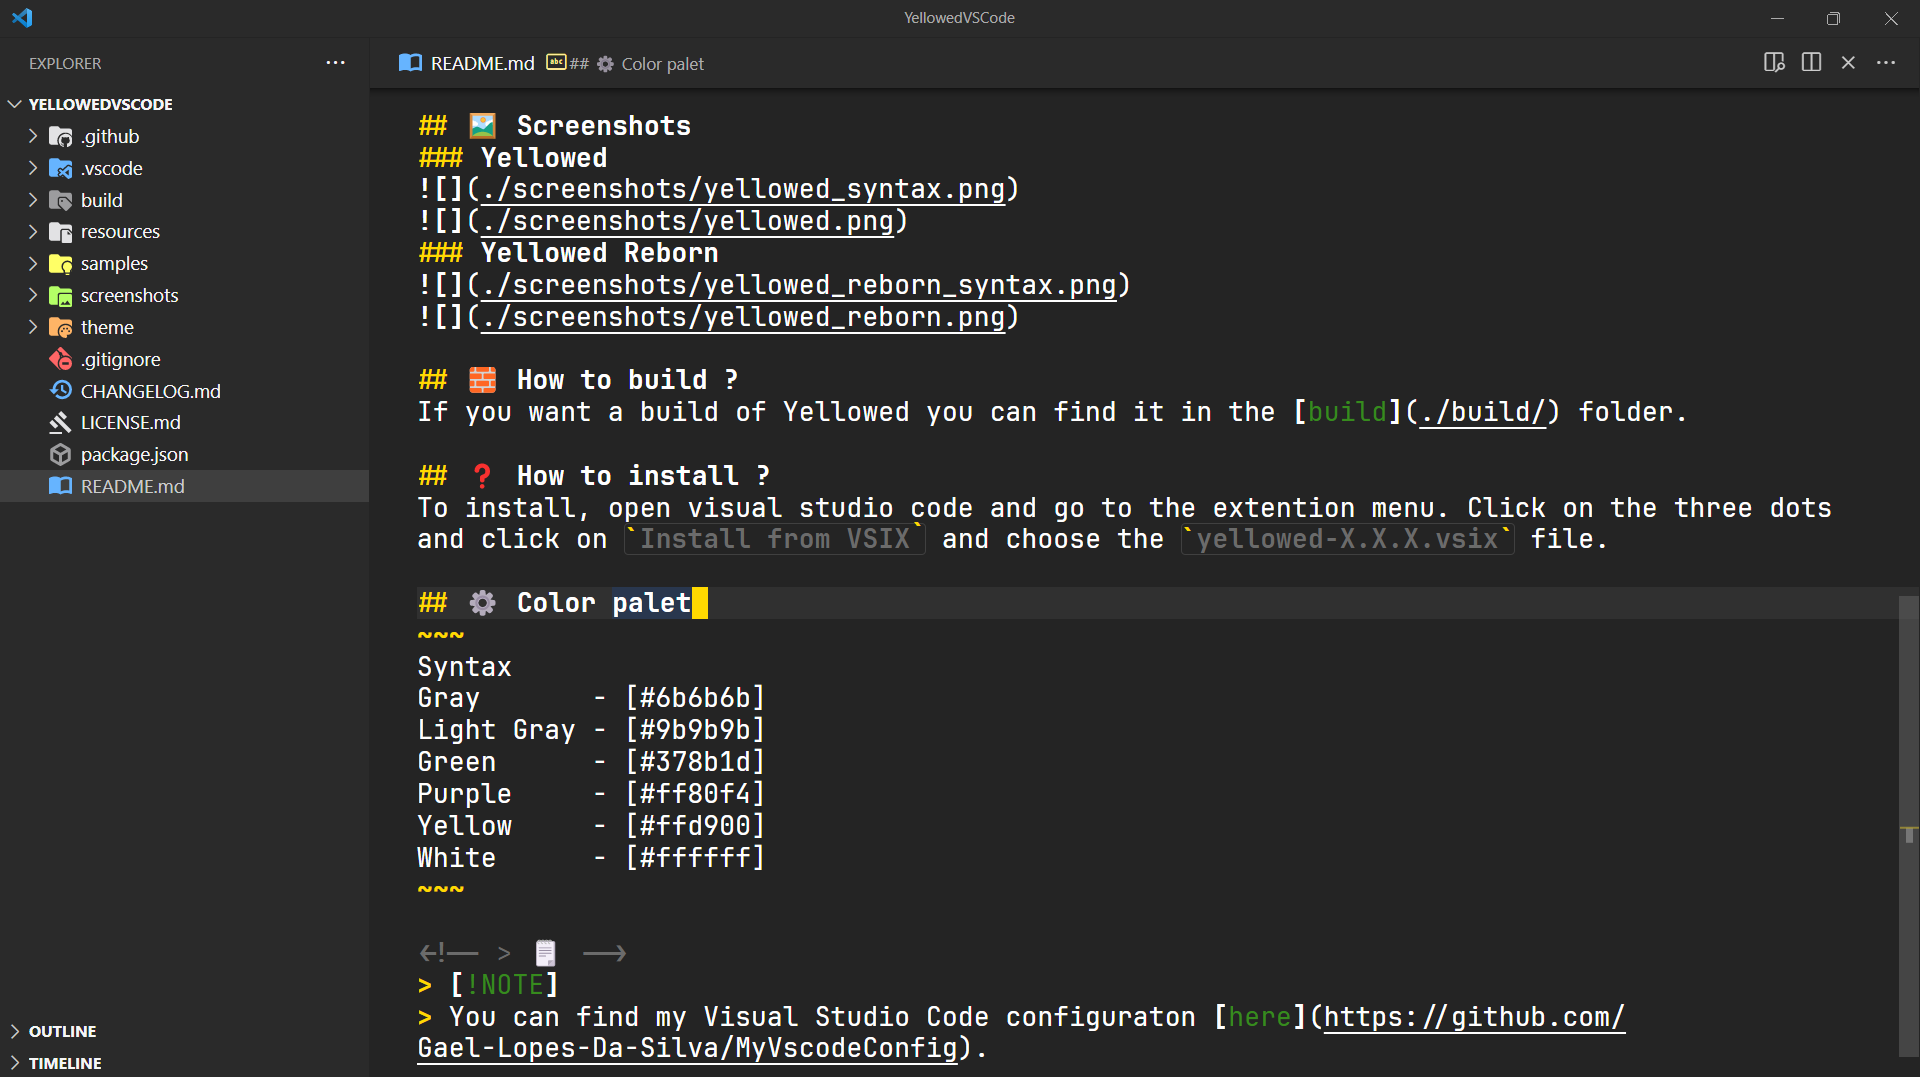 YellowedVSCode
EXPLORER
YELLOWEDVSCODE
.github
.vscode
build
resources
samples
screenshots
theme
.gitignore
CHANGELOG.md
LICENSE.md
package.json
README.md
OUTLINE
TIMELINE
README.md abc ## ⚙️ Color palet
## 🖼️ Screenshots
### Yellowed
![](./screenshots/yellowed_syntax.png)
![](./screenshots/yellowed.png)
### Yellowed Reborn
![](./screenshots/yellowed_reborn_syntax.png)
![](./screenshots/yellowed_reborn.png)
## 🧱 How to build ?
If you want a build of Yellowed you can find it in the [build](./build/) folder.
## ❓ How to install ?
To install, open visual studio code and go to the extention menu. Click on the three dots
and click on `Install from VSIX` and choose the `yellowed-X.X.X.vsix` file.
## ⚙️ Color palet
~~~
Syntax
Gray       - [#6b6b6b]
Light Gray - [#9b9b9b]
Green      - [#378b1d]
Purple     - [#ff80f4]
Yellow     - [#ffd900]
White      - [#ffffff]
~~~
<!-- > 🗒️ -->
> [!NOTE]
> You can find my Visual Studio Code configuraton [here](https://github.com/
Gael-Lopes-Da-Silva/MyVscodeConfig).